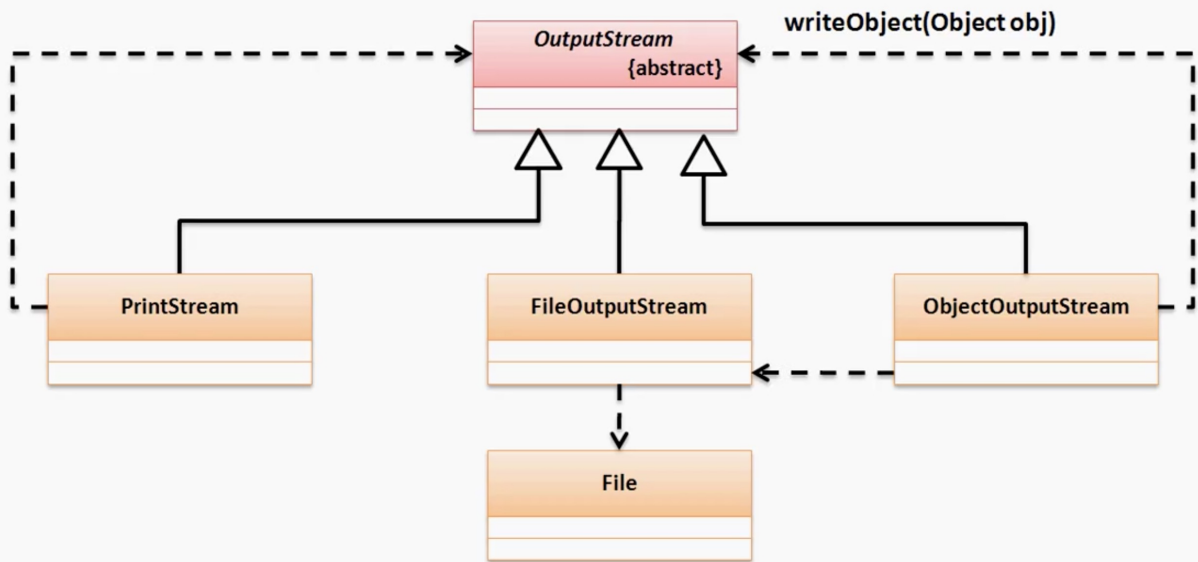 writeObject(Object obj)
OutputStream
{abstract}
PrintStream
FileOutputStream
ObjectOutputStream
File